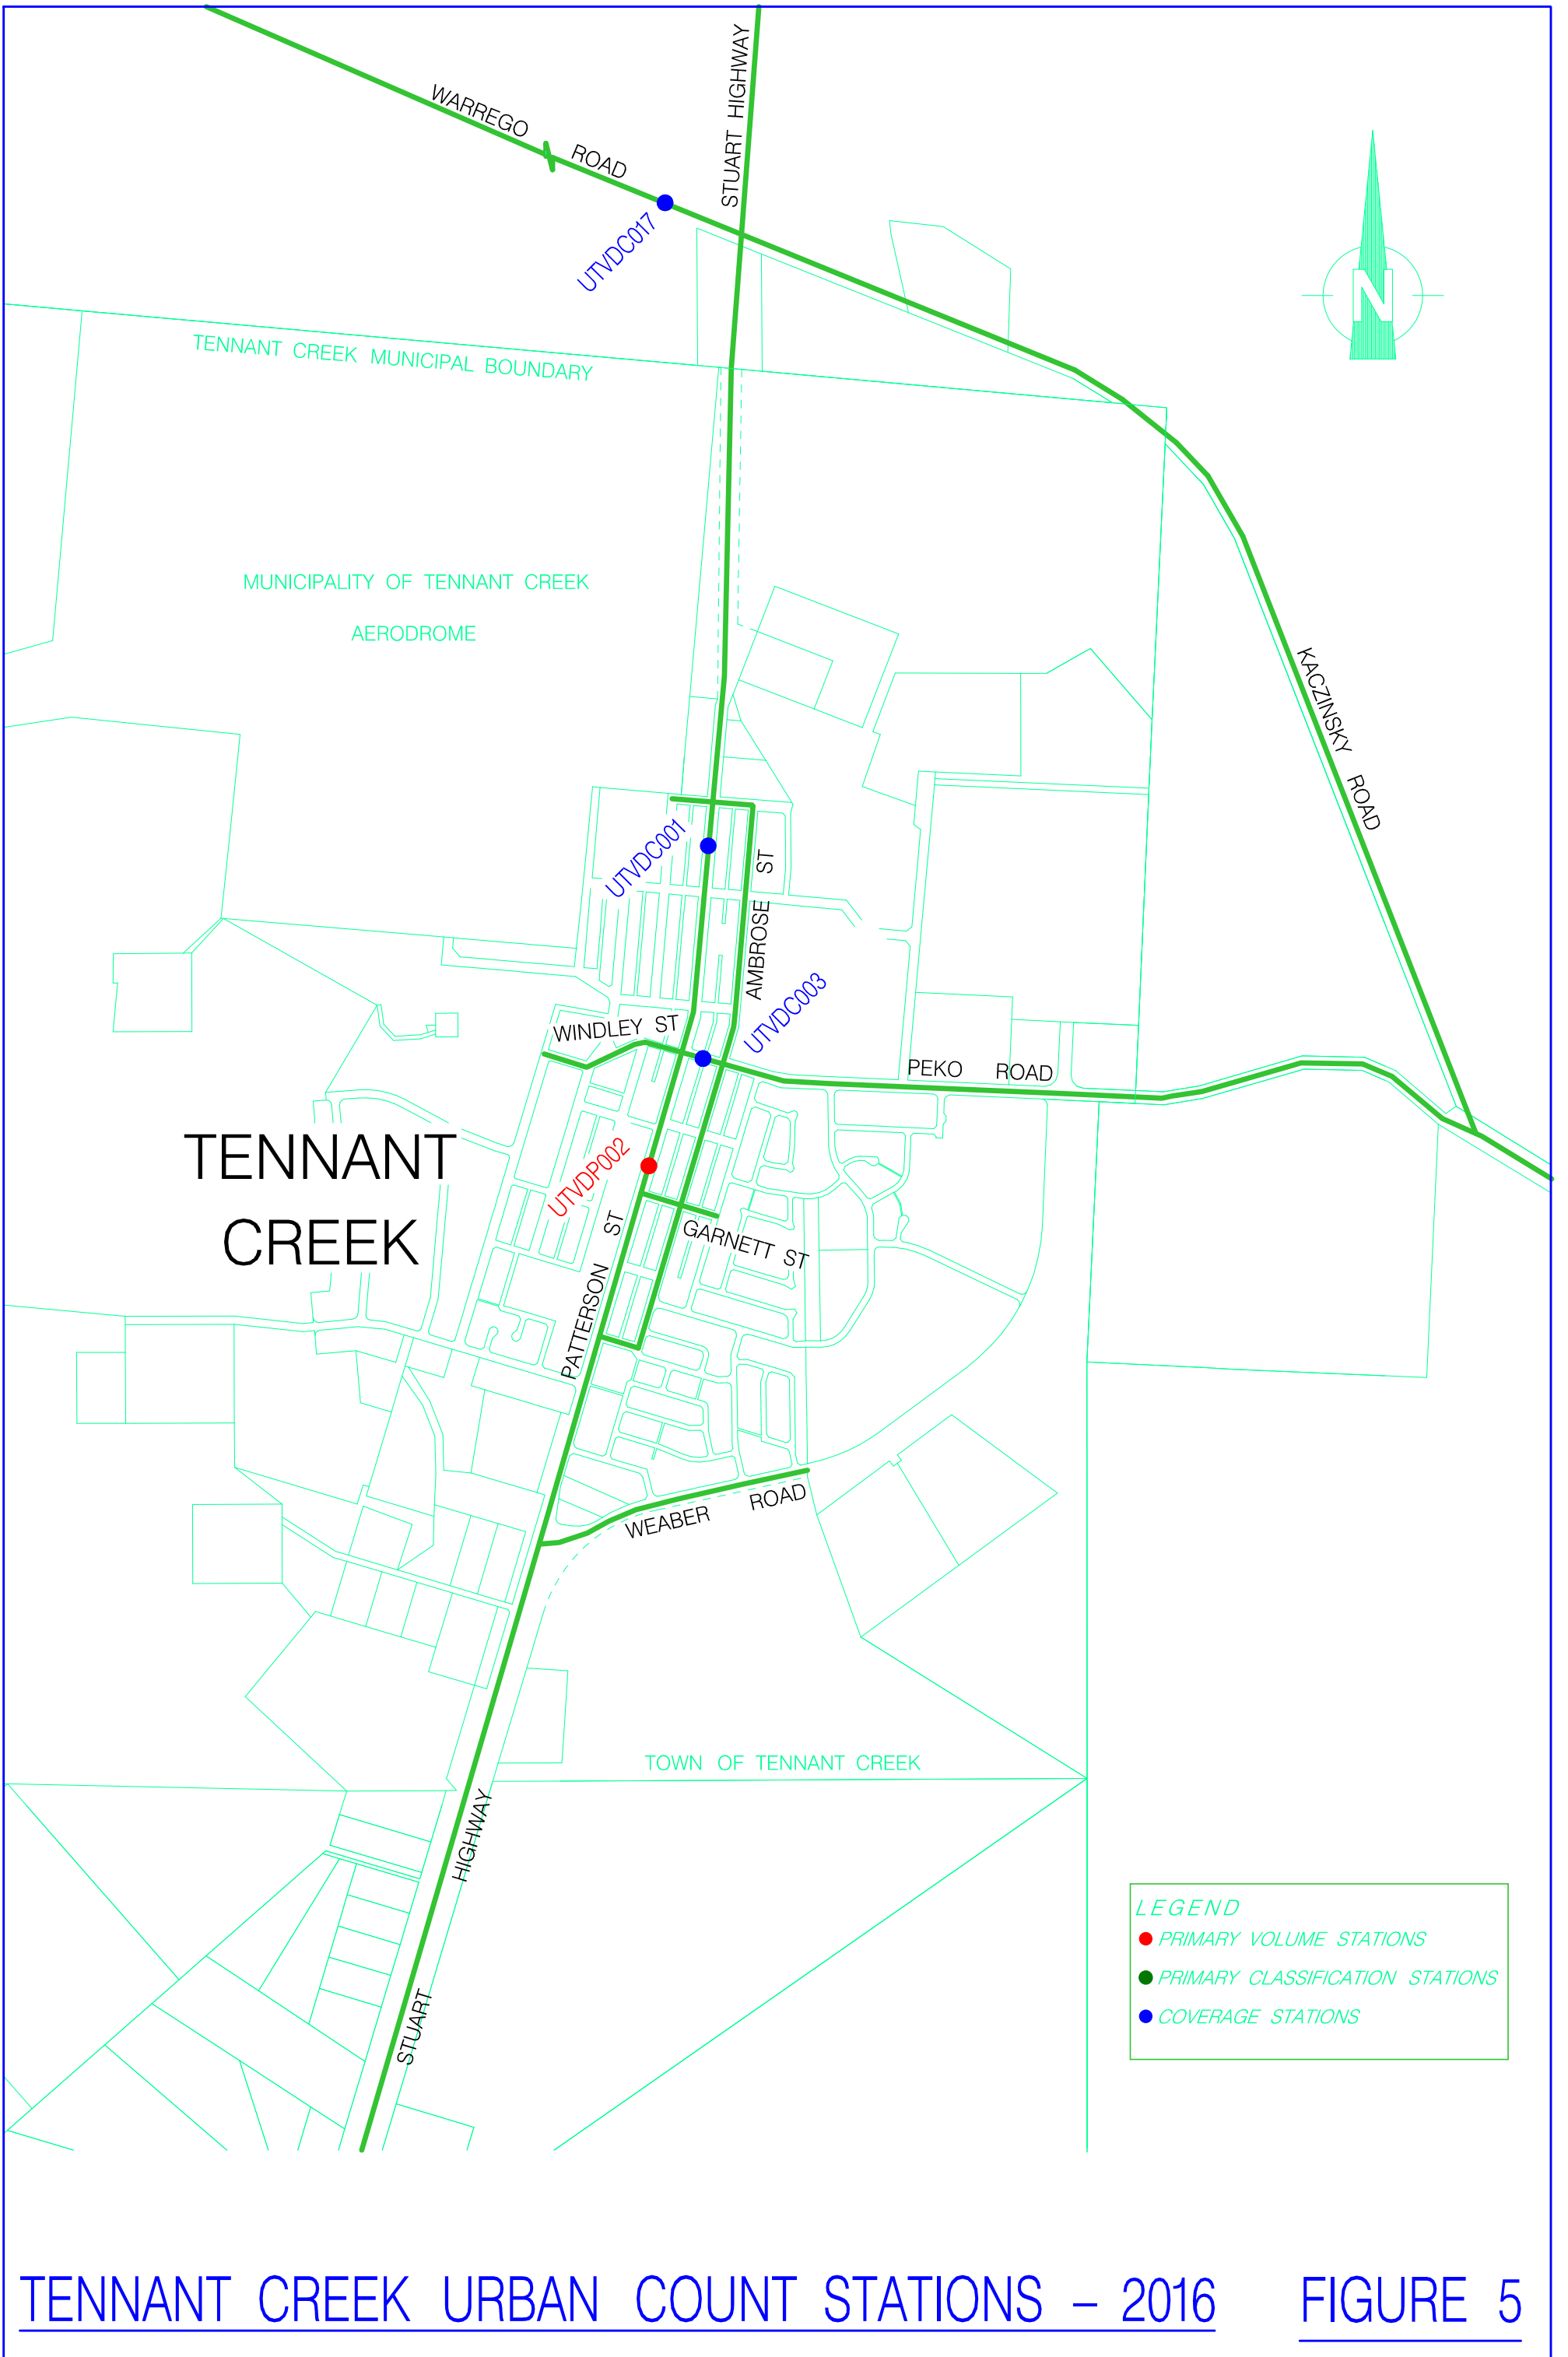 WARREGO ROAD
STUART HIGHWAY
UTVDC017
N
TENNANT CREEK MUNICIPAL BOUNDARY
MUNICIPALITY OF TENNANT CREEK
AERODROME
KACZINSKY ROAD
UTVDC001
AMBROSE ST
UTVDC003
WINDLEY ST
PEKO ROAD
TENNANT
CREEK
UTVDP002
GARNETT ST
PATTERSON ST
WEABER ROAD
TOWN OF TENNANT CREEK
STUART HIGHWAY
LEGEND
PRIMARY VOLUME STATIONS
PRIMARY CLASSIFICATION STATIONS
COVERAGE STATIONS
TENNANT CREEK URBAN COUNT STATIONS - 2016 FIGURE 5